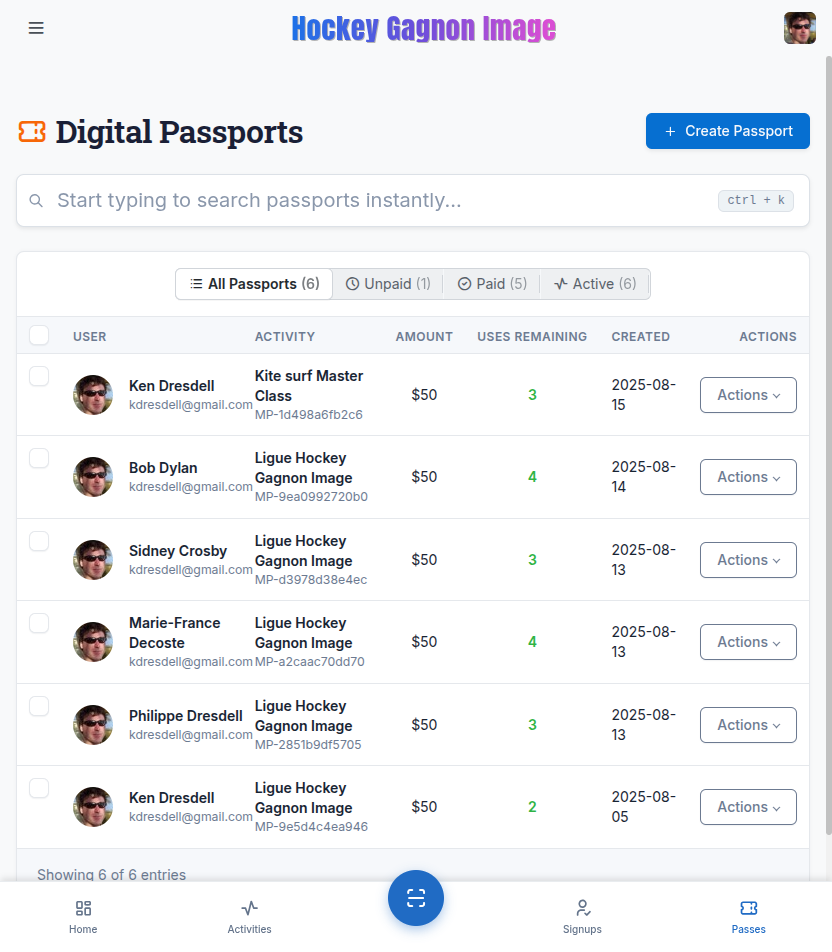 Hockey Gagnon Image
Digital Passports
+ Create Passport
Start typing to search passports instantly...
ctrl + k
All Passports (6)
Unpaid (1)
Paid (5)
Active (6)
USER ACTIVITY AMOUNT USES REMAINING CREATED ACTIONS
Ken Dresdell
kdresdell@gmail.com
Kite surf Master
Class
MP-1d498a6fb2c6
$50
3
2025-08-
15
Actions
Bob Dylan
kdresdell@gmail.com
Ligue Hockey
Gagnon Image
MP-9ea0992720b0
$50
4
2025-08-
14
Actions
Sidney Crosby
kdresdell@gmail.com
Ligue Hockey
Gagnon Image
MP-d3978d38e4ec
$50
3
2025-08-
13
Actions
Marie-France
Decoste
kdresdell@gmail.com
Ligue Hockey
Gagnon Image
MP-a2caac70dd70
$50
4
2025-08-
13
Actions
Philippe Dresdell
kdresdell@gmail.com
Ligue Hockey
Gagnon Image
MP-2851b9df5705
$50
3
2025-08-
13
Actions
Ken Dresdell
kdresdell@gmail.com
Ligue Hockey
Gagnon Image
MP-9e5d4c4ea946
$50
2
2025-08-
05
Actions
Showing 6 of 6 entries
Home
Activities
Signups
Passes